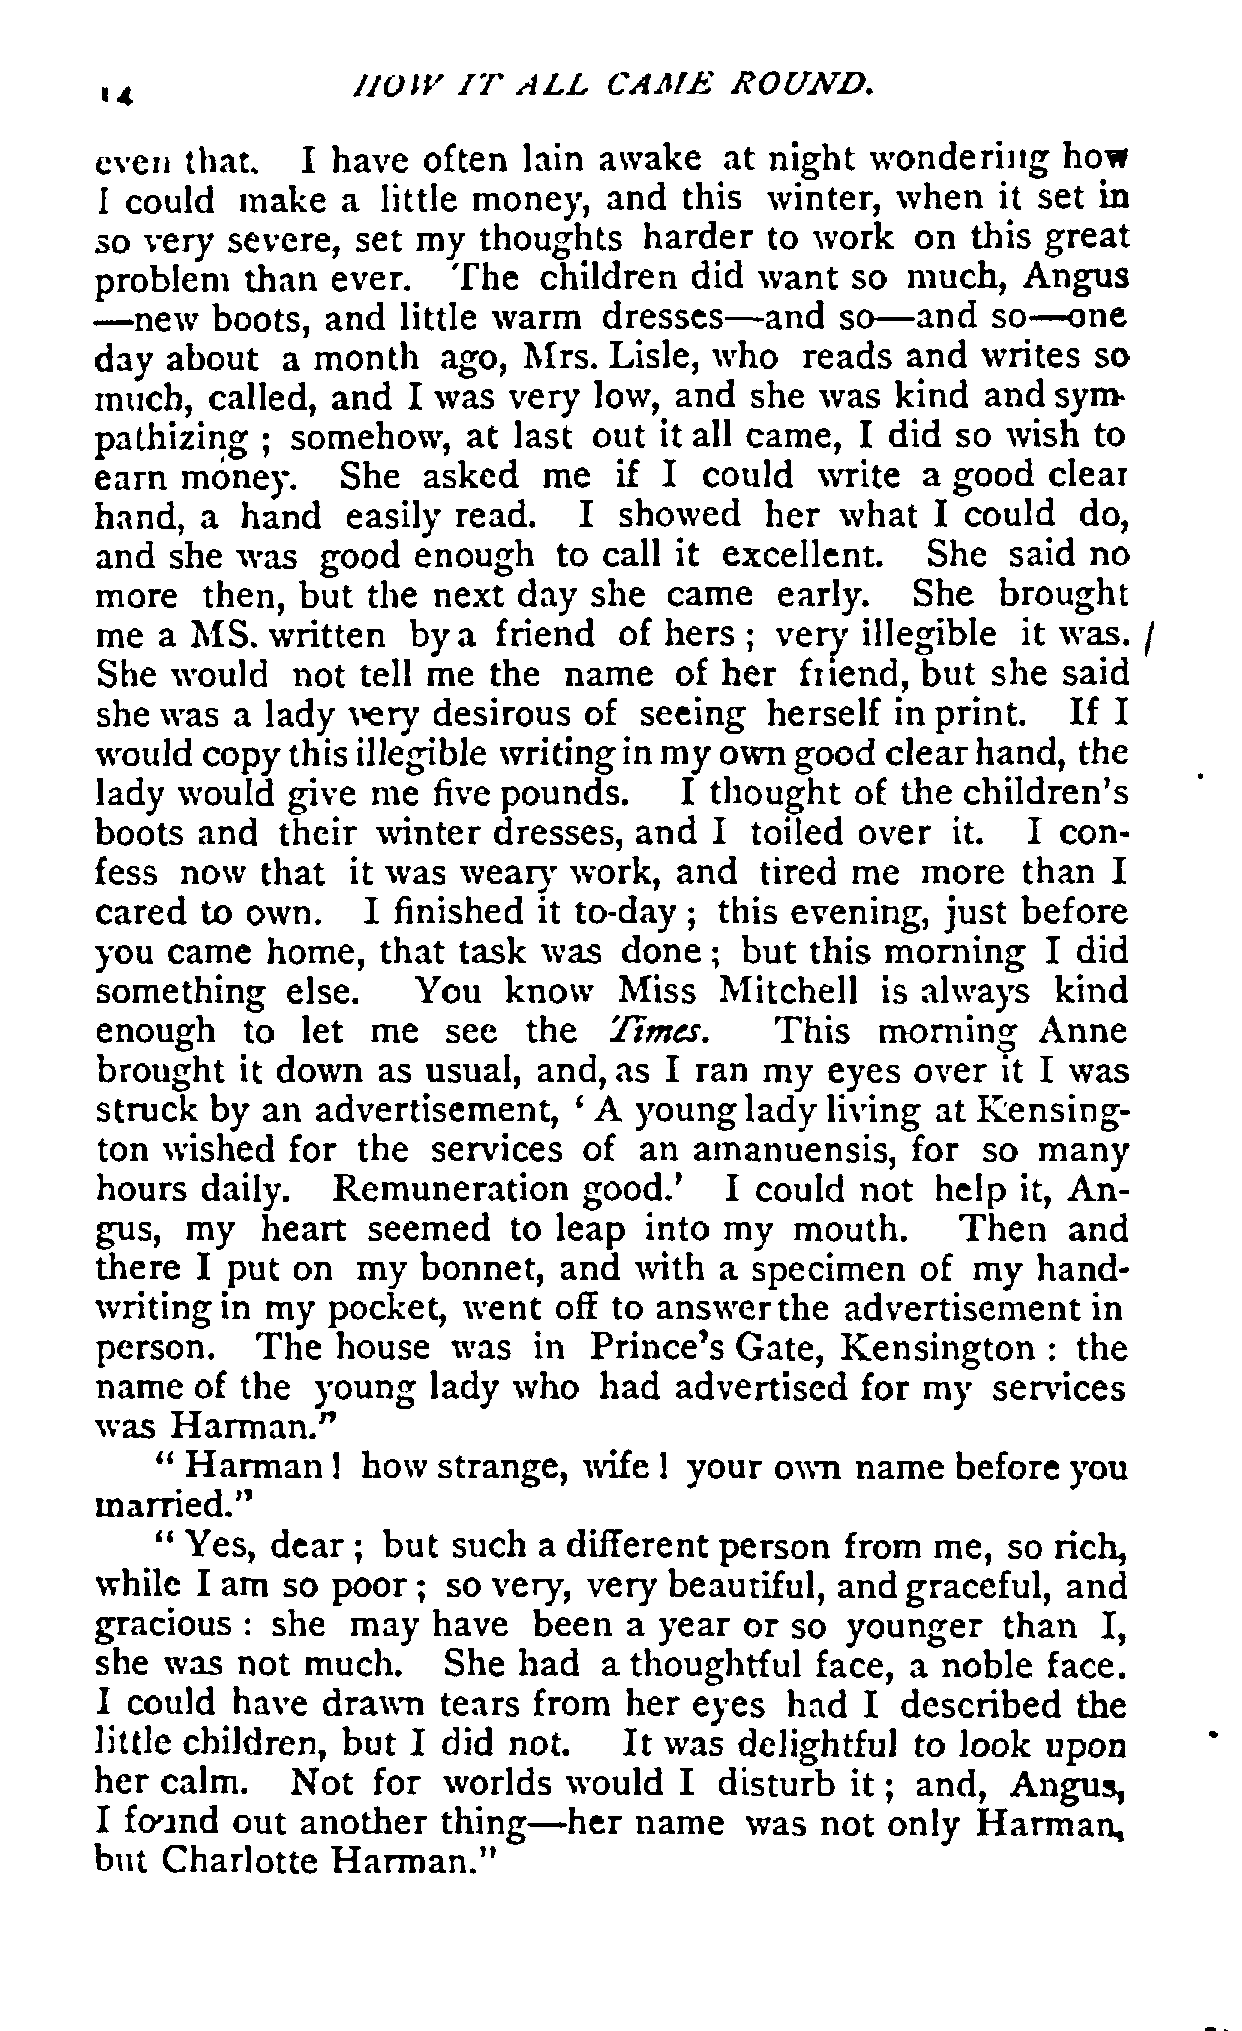 14 HOW IT ALL CAME ROUND.
even that. I have often lain awake at night wondering how
I could make a little money, and this winter, when it set in
so very severe, set my thoughts harder to work on this great
problem than ever. The children did want so much, Angus
—new boots, and little warm dresses—and so—and so—one
day about a month ago, Mrs. Lisle, who reads and writes so
much, called, and I was very low, and she was kind and sym-
pathizing ; somehow, at last out it all came, I did so wish to
earn money. She asked me if I could write a good clear
hand, a hand easily read. I showed her what I could do,
and she was good enough to call it excellent. She said no
more then, but the next day she came early. She brought
me a MS. written by a friend of hers ; very illegible it was.
She would not tell me the name of her friend, but she said
she was a lady very desirous of seeing herself in print. If I
would copy this illegible writing in my own good clear hand, the
lady would give me five pounds. I thought of the children's
boots and their winter dresses, and I toiled over it. I con-
fess now that it was weary work, and tired me more than I
cared to own. I finished it to-day ; this evening, just before
you came home, that task was done ; but this morning I did
something else. You know Miss Mitchell is always kind
enough to let me see the Times. This morning Anne
brought it down as usual, and, as I ran my eyes over it I was
struck by an advertisement, ‘ A young lady living at Kensing-
ton wished for the services of an amanuensis, for so many
hours daily. Remuneration good.’ I could not help it, An-
gus, my heart seemed to leap into my mouth. Then and
there I put on my bonnet, and with a specimen of my hand-
writing in my pocket, went off to answer the advertisement in
person. The house was in Prince's Gate, Kensington : the
name of the young lady who had advertised for my services
was Harman."
" Harman ! how strange, wife ! your own name before you
married."
" Yes, dear ; but such a different person from me, so rich,
while I am so poor ; so very, very beautiful, and graceful, and
gracious : she may have been a year or so younger than I,
she was not much. She had a thoughtful face, a noble face.
I could have drawn tears from her eyes had I described the
little children, but I did not. It was delightful to look upon
her calm. Not for worlds would I disturb it ; and, Angus,
I found out another thing—her name was not only Harman,
but Charlotte Harman."